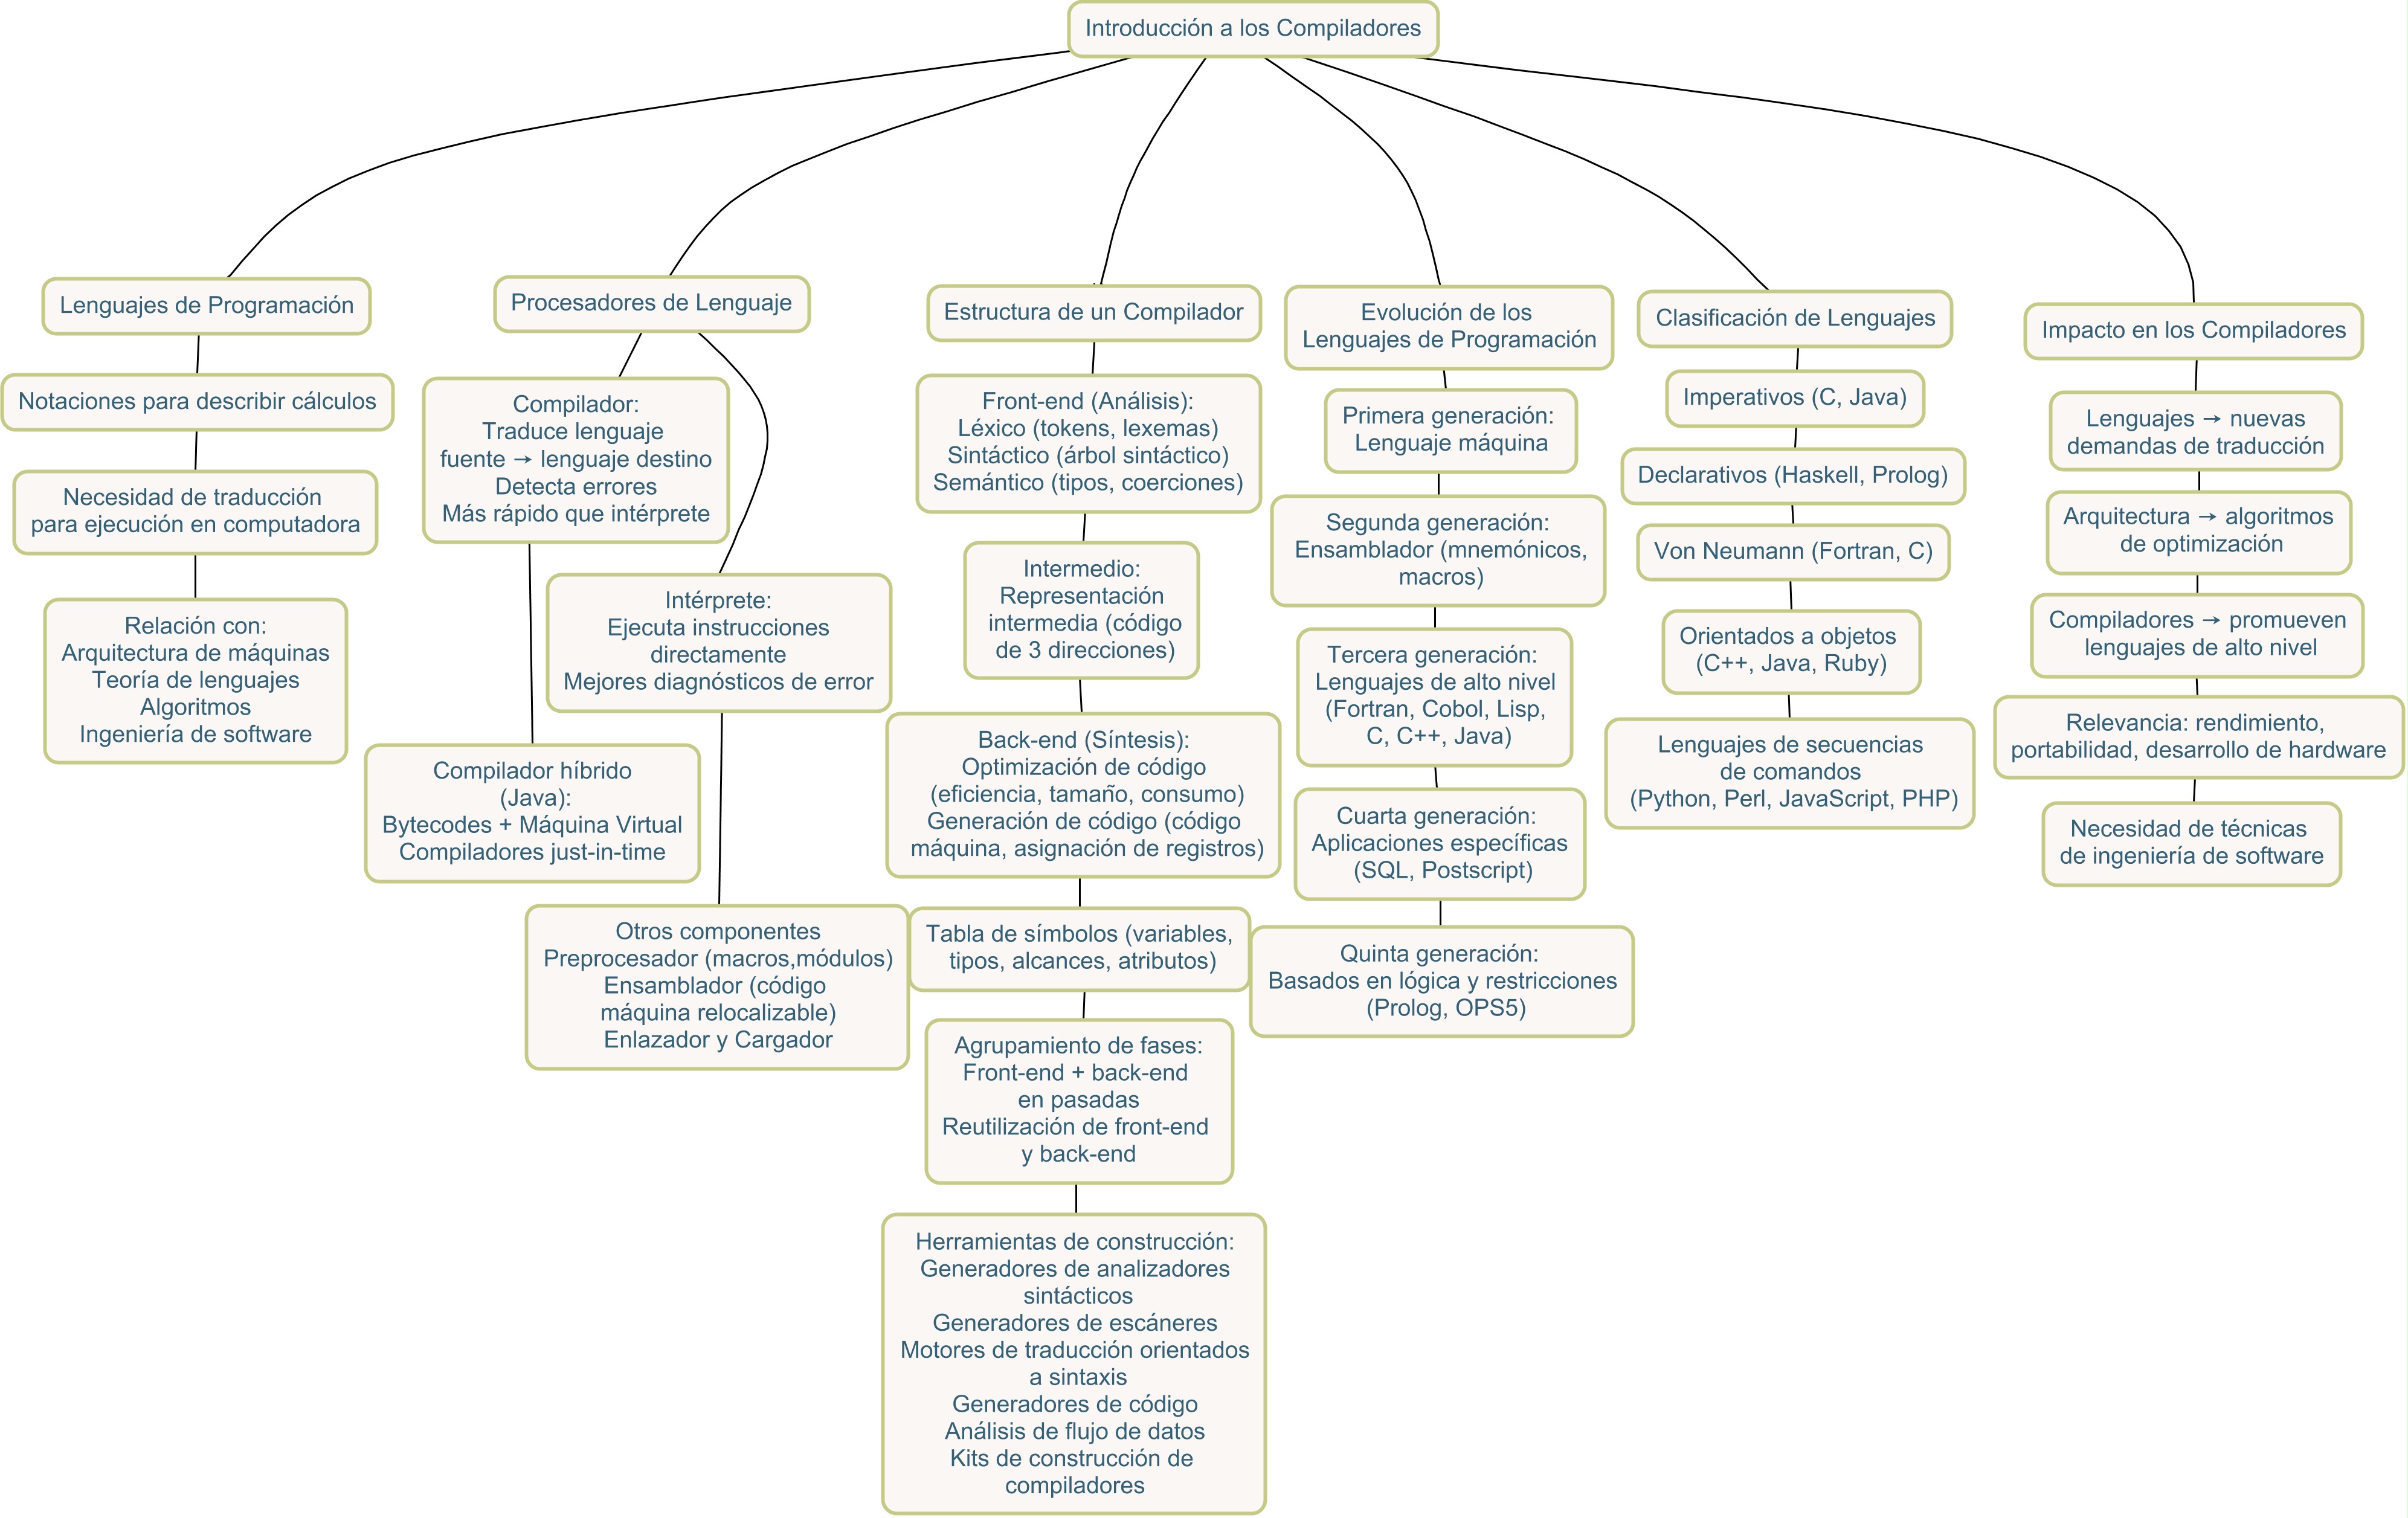 Introducción a los Compiladores
Lenguajes de Programación
Notaciones para describir cálculos
Necesidad de traducción
para ejecución en computadora
Relación con:
Arquitectura de máquinas
Teoría de lenguajes
Algoritmos
Ingeniería de software
Procesadores de Lenguaje
Compilador:
Traduce lenguaje
fuente → lenguaje destino
Detecta errores
Más rápido que intérprete
Intérprete:
Ejecuta instrucciones
directamente
Mejores diagnósticos de error
Compilador híbrido
(Java):
Bytecodes + Máquina Virtual
Compiladores just-in-time
Otros componentes
Preprocesador (macros,módulos)
Ensamblador (código
máquina relocalizable)
Enlazador y Cargador
Estructura de un Compilador
Front-end (Análisis):
Léxico (tokens, lexemas)
Sintáctico (árbol sintáctico)
Semántico (tipos, coerciones)
Intermedio:
Representación
intermedia (código
de 3 direcciones)
Back-end (Síntesis):
Optimización de código
(eficiencia, tamaño, consumo)
Generación de código (código
máquina, asignación de registros)
Tabla de símbolos (variables,
tipos, alcances, atributos)
Agrupamiento de fases:
Front-end + back-end
en pasadas
Reutilización de front-end
y back-end
Herramientas de construcción:
Generadores de analizadores
sintácticos
Generadores de escáneres
Motores de traducción orientados
a sintaxis
Generadores de código
Análisis de flujo de datos
Kits de construcción de
compiladores
Evolución de los
Lenguajes de Programación
Primera generación:
Lenguaje máquina
Segunda generación:
Ensamblador (mnemónicos,
macros)
Tercera generación:
Lenguajes de alto nivel
(Fortran, Cobol, Lisp,
C, C++, Java)
Cuarta generación:
Aplicaciones específicas
(SQL, Postscript)
Quinta generación:
Basados en lógica y restricciones
(Prolog, OPS5)
Clasificación de Lenguajes
Imperativos (C, Java)
Declarativos (Haskell, Prolog)
Von Neumann (Fortran, C)
Orientados a objetos
(C++, Java, Ruby)
Lenguajes de secuencias
de comandos
(Python, Perl, JavaScript, PHP)
Impacto en los Compiladores
Lenguajes → nuevas
demandas de traducción
Arquitectura → algoritmos
de optimización
Compiladores → promueven
lenguajes de alto nivel
Relevancia: rendimiento,
portabilidad, desarrollo de hardware
Necesidad de técnicas
de ingeniería de software